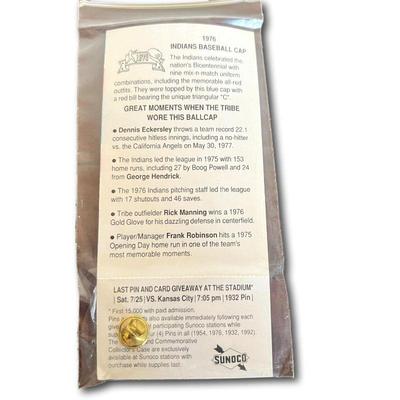 1976
INDIANS BASEBALL CAP
The Indians celebrated the
nation's Bicentennial with
nine mix-n-match uniform
combinations, including the memorable all-red
outfits. They were topped by this blue cap with
a red bill bearing the unique triangular "C".
GREAT MOMENTS WHEN THE TRIBE
WORE THIS BALLCAP
● Dennis Eckersley throws a team record 22.1
consecutive hitless innings, including a no-hitter
vs. the California Angels on May 30, 1977.
● The Indians led the league in 1975 with 153
home runs, including 27 by Boog Powell and 24
from George Hendrick.
● The 1976 Indians pitching staff led the league
with 17 shutouts and 46 saves.
● Tribe outfielder Rick Manning wins a 1976
Gold Glove for his dazzling defense in centerfield.
● Player/Manager Frank Robinson hits a 1975
Opening Day home run in one of the team's
most memorable moments.
LAST PIN AND CARD GIVEAWAY AT THE STADIUM*
| Sat. 7/25 | VS. Kansas City | 7:05 pm | 1932 Pin |
* First 15,000 with paid admission.
Pins also available immediately following each
participating Sunoco stations while
(4) Pins in all (1954, 1976, 1932, 1992).
The and Commemorative
Collector's Case are exclusively
available at Sunoco stations with
purchase while supplies last.
SUNOCO